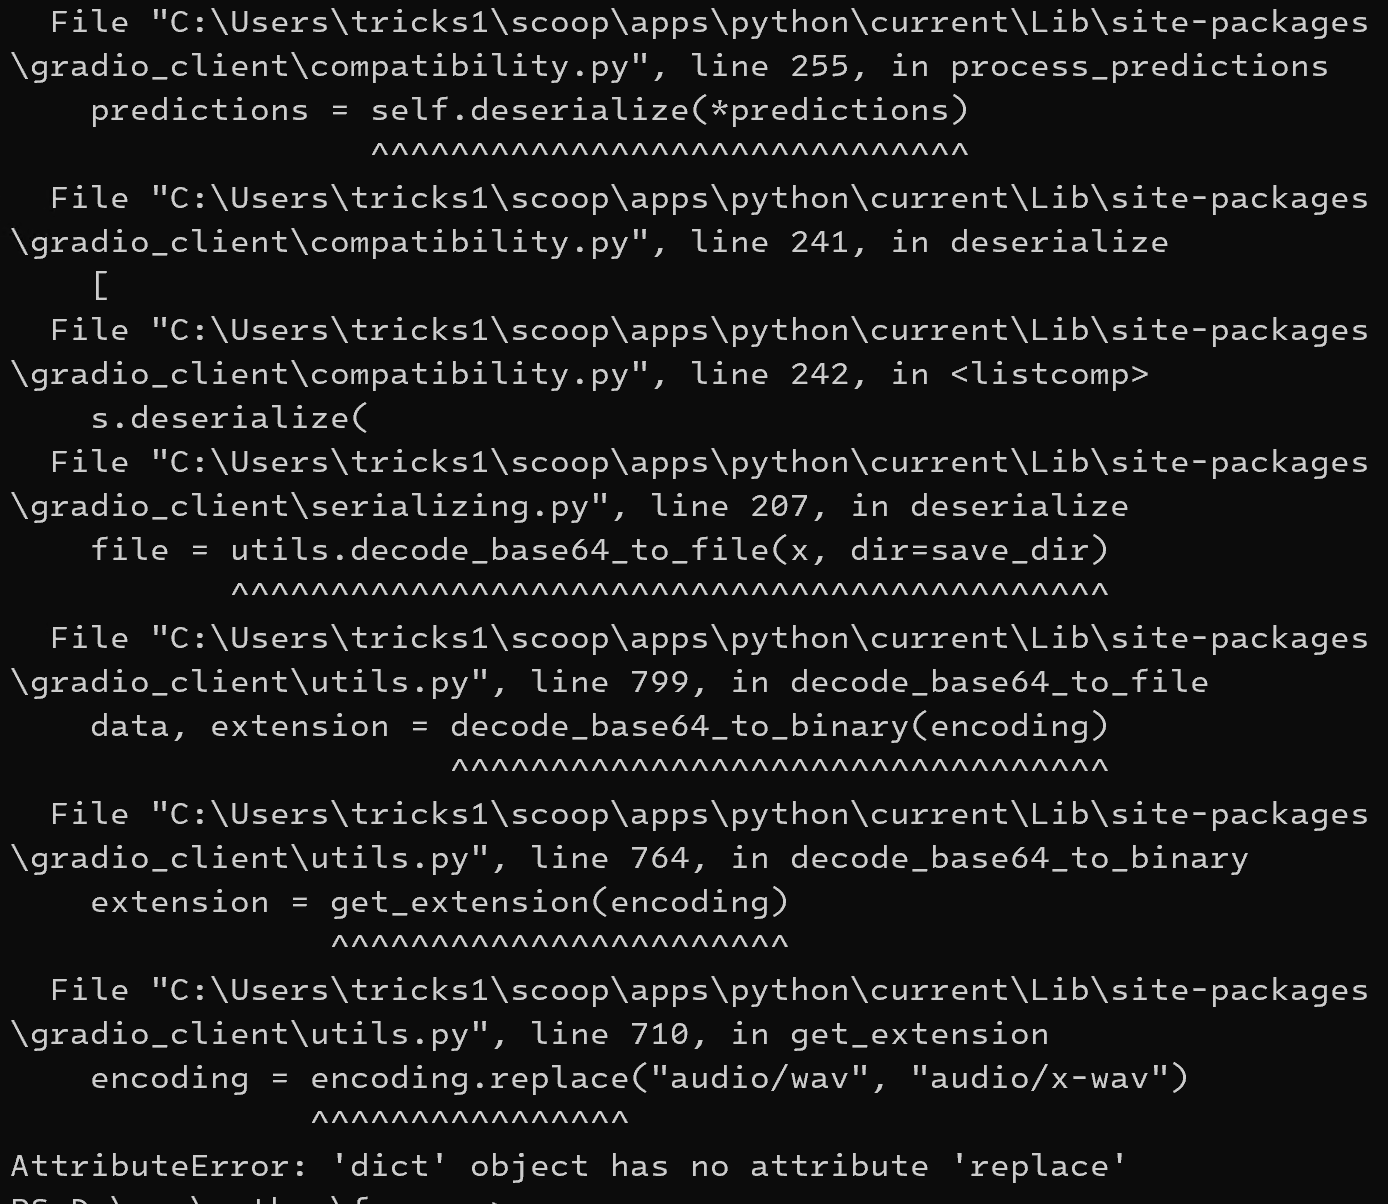 File "C:\Users\tricks1\scoop\apps\python\current\Lib\site-packages
\gradio_client\compatibility.py", line 255, in process_predictions
predictions = self.deserialize(*predictions)
^^^^^^^^^^^^^^^^^^^^^^^^^^^^^^
File "C:\Users\tricks1\scoop\apps\python\current\Lib\site-packages
\gradio_client\compatibility.py", line 241, in deserialize
[
File "C:\Users\tricks1\scoop\apps\python\current\Lib\site-packages
\gradio_client\compatibility.py", line 242, in <listcomp>
s.deserialize(
File "C:\Users\tricks1\scoop\apps\python\current\Lib\site-packages
\gradio_client\serializing.py", line 207, in deserialize
file = utils.decode_base64_to_file(x, dir=save_dir)
^^^^^^^^^^^^^^^^^^^^^^^^^^^^^^^^^^^^^^^^^^^^
File "C:\Users\tricks1\scoop\apps\python\current\Lib\site-packages
\gradio_client\utils.py", line 799, in decode_base64_to_file
data, extension = decode_base64_to_binary(encoding)
^^^^^^^^^^^^^^^^^^^^^^^^^^^^^^^^^
File "C:\Users\tricks1\scoop\apps\python\current\Lib\site-packages
\gradio_client\utils.py", line 764, in decode_base64_to_binary
extension = get_extension(encoding)
^^^^^^^^^^^^^^^^^^^^^^^
File "C:\Users\tricks1\scoop\apps\python\current\Lib\site-packages
\gradio_client\utils.py", line 710, in get_extension
encoding = encoding.replace("audio/wav", "audio/x-wav")
^^^^^^^^^^^^^^^^
AttributeError: 'dict' object has no attribute 'replace'